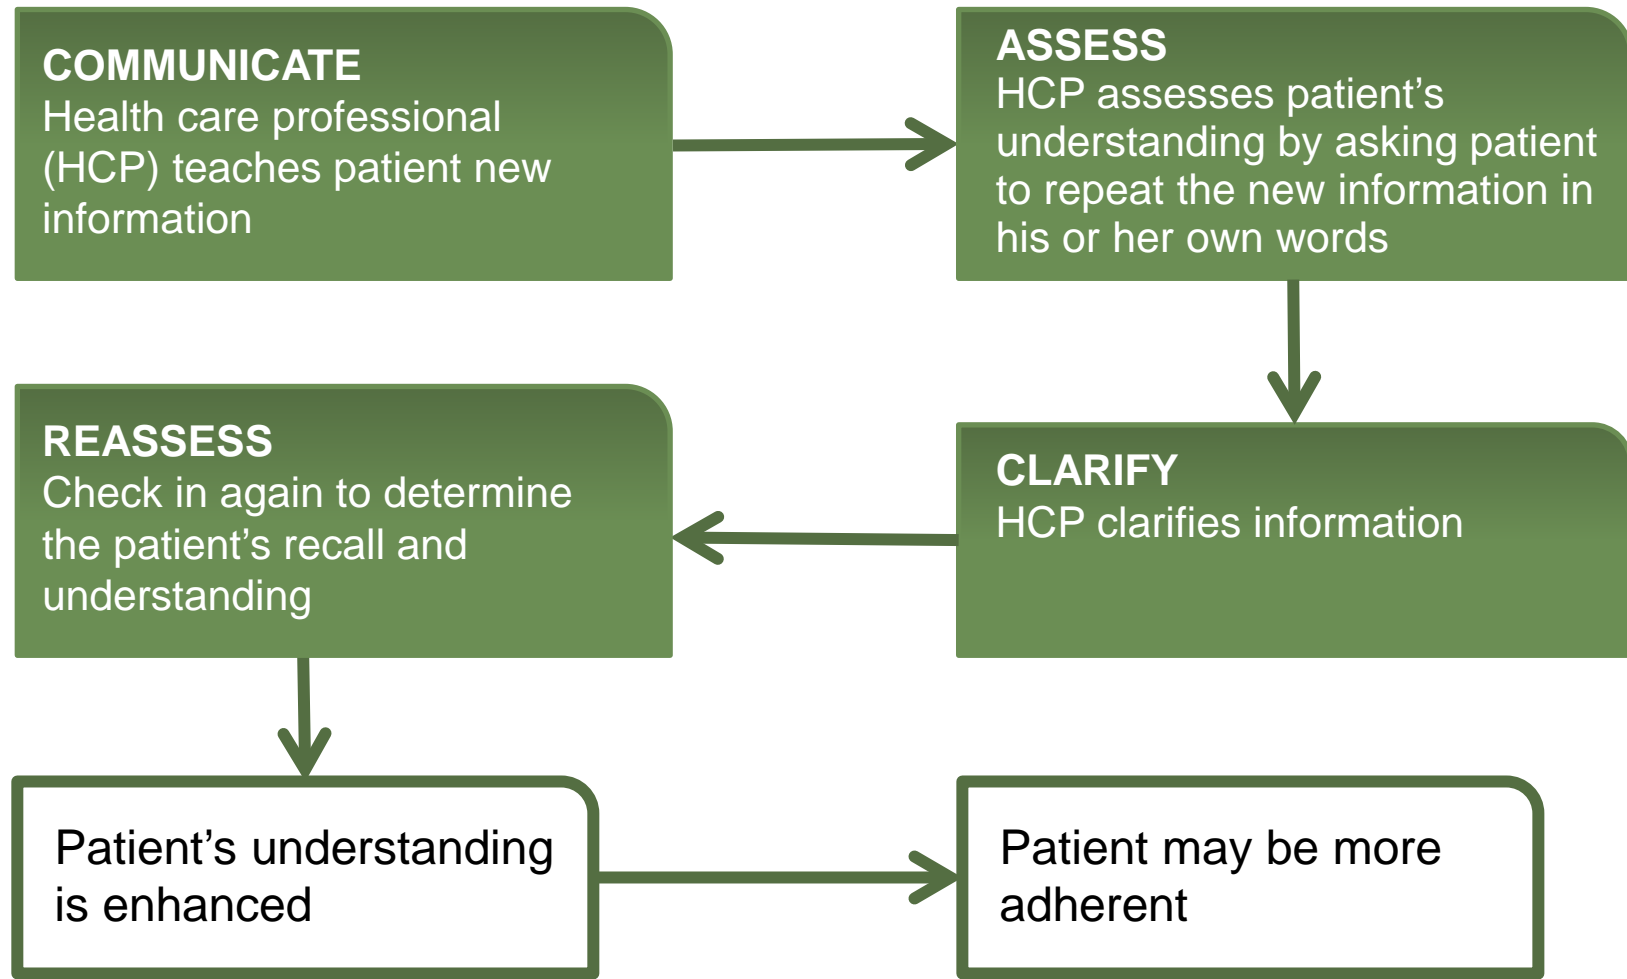 COMMUNICATE
Health care professional
(HCP) teaches patient new
information
ASSESS
HCP assesses patient’s
understanding by asking patient
to repeat the new information in
his or her own words
CLARIFY
HCP clarifies information
REASSESS
Check in again to determine
the patient’s recall and
understanding
Patient’s understanding
is enhanced
Patient may be more
adherent